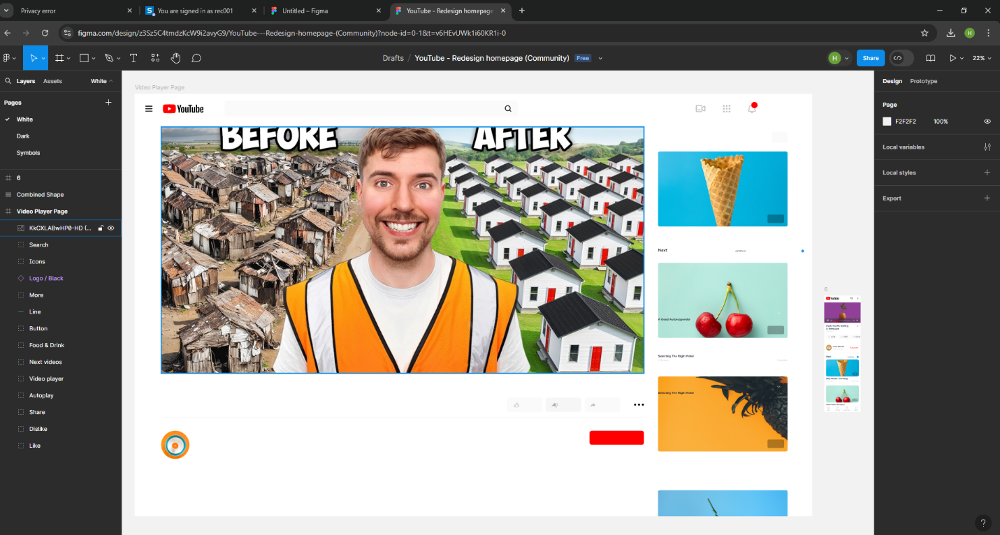 Privacy error
You are signed in as rec001
Untitled – Figma
YouTube - Redesign homepage
figma.com/design/z3Sz5C4tmdzKcW9i2avyG9/YouTube---Redesign-homepage-(Community)?node-id=0-1&t=v6HEvUWk1i60KR1i-0
H
Drafts / YouTube - Redesign homepage (Community) Free
H
Share
22%
Layers Assets White
Pages
White
Dark
Symbols
6
Combined Shape
Video Player Page
KkCXLABwHP0-HD (...
Search
Icons
Logo / Black
More
Line
Button
Food & Drink
Next videos
Video player
Autoplay
Share
Dislike
Like
Video Player Page
YouTube
BEFORE AFTER
Next
A Good Autoresponder
Selecting The Right Hotel
Selecting The Right Hotel
6
YouTube
Design Prototype
Page
F2F2F2 100%
Local variables
Local styles
Export
?